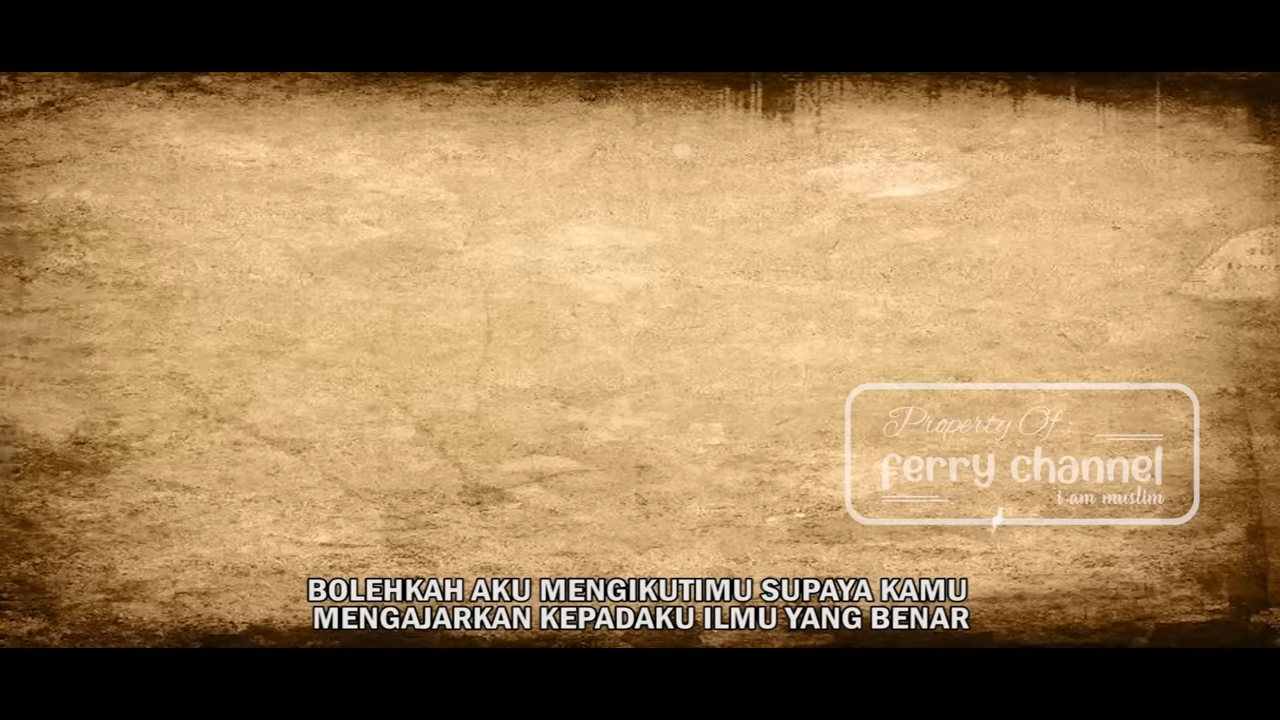 Property Of :
ferry channel
i am muslim
BOLEHKAH AKU MENGIKUTIMU SUPAYA KAMU
MENGAJARKAN KEPADAKU ILMU YANG BENAR